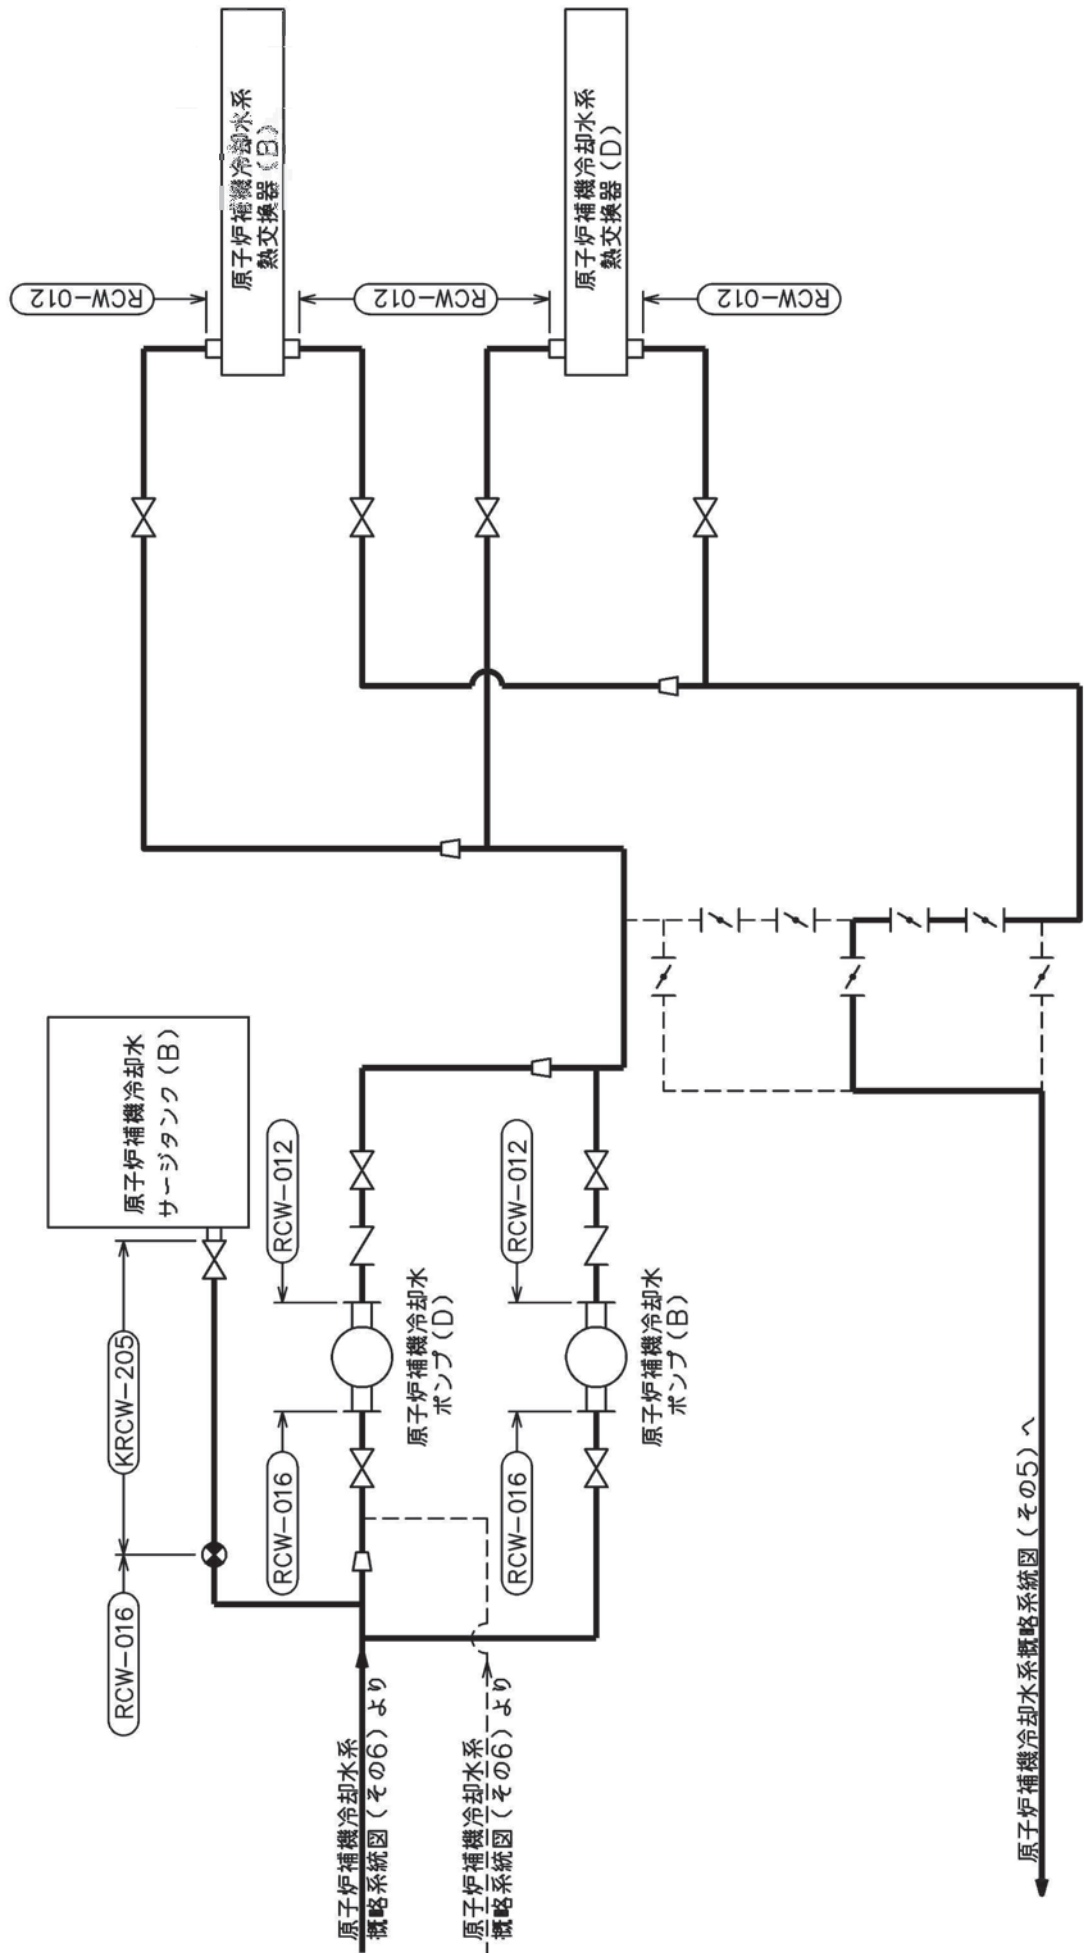 原子炉補機冷却水系
熱交換器(B)
原子炉補機冷却水系
熱交換器(D)
RCW-012
RCW-012
RCW-012
原子炉補機冷却水
サージタンク(B)
KRCW-205
RCW-016
RCW-012
RCW-016
原子炉補機冷却水
ポンプ(D)
RCW-012
RCW-016
原子炉補機冷却水
ポンプ(B)
原子炉補機冷却水系
概略系統図(その6)より
原子炉補機冷却水系
概略系統図(その6)より
原子炉補機冷却水系概略系統図(その5)へ